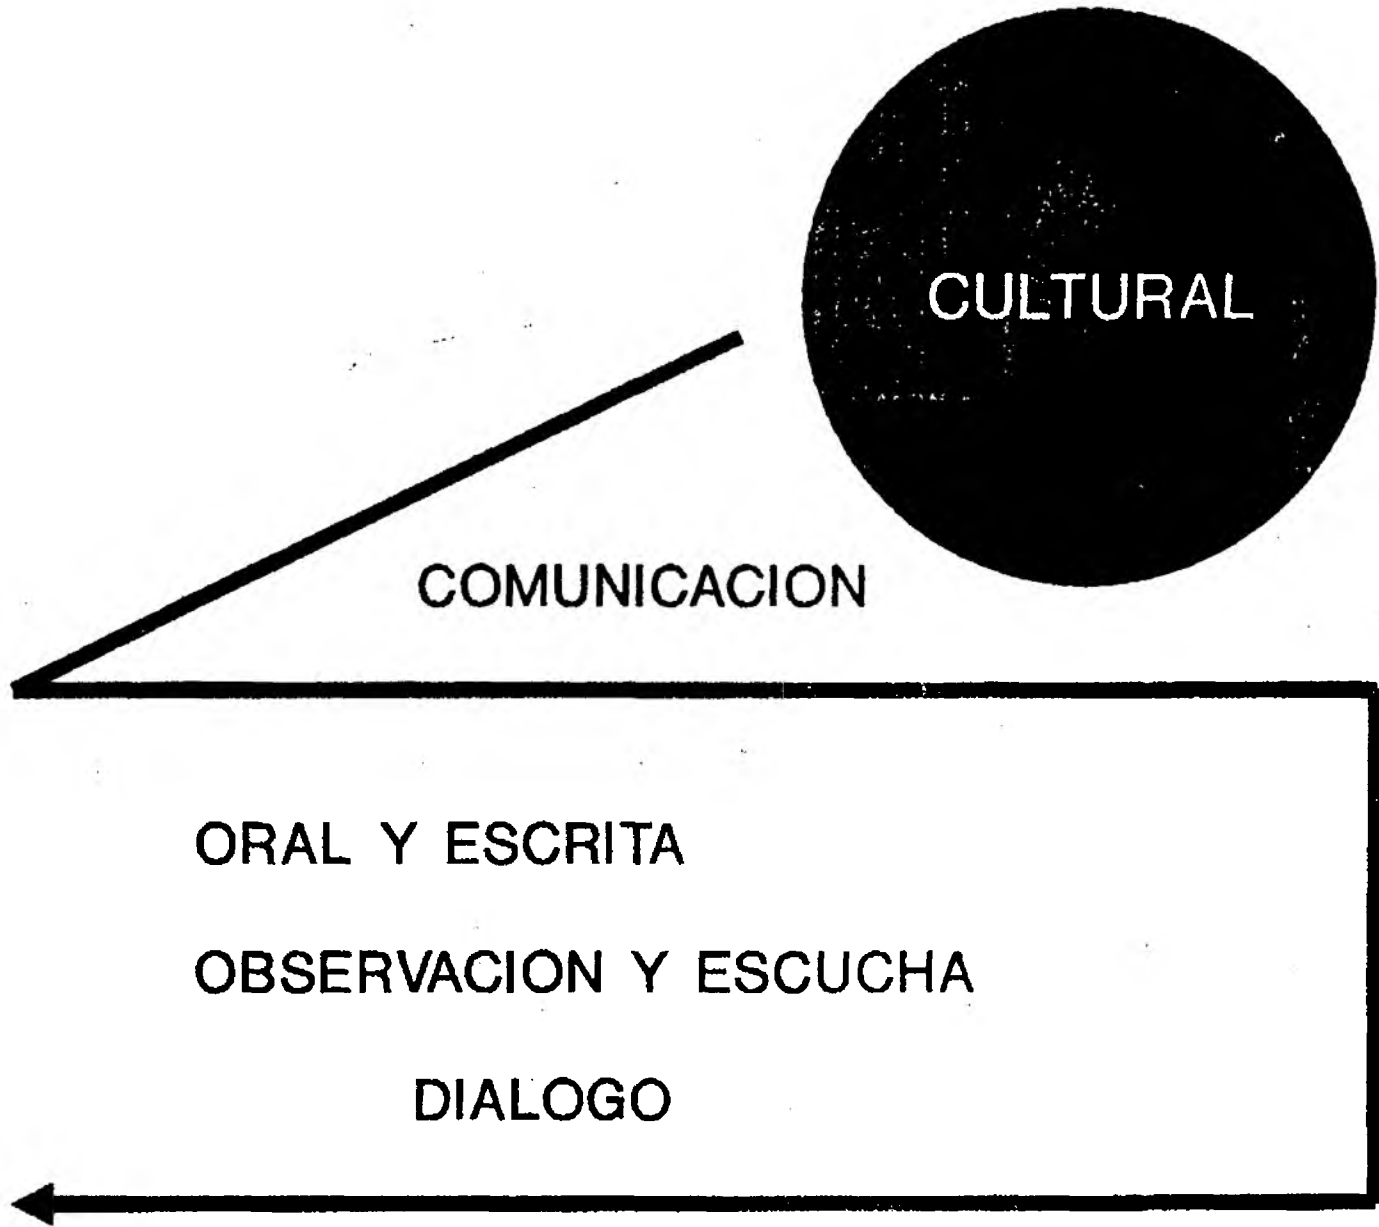 CULTURAL
COMUNICACION
ORAL Y ESCRITA
OBSERVACION Y ESCUCHA
DIALOGO